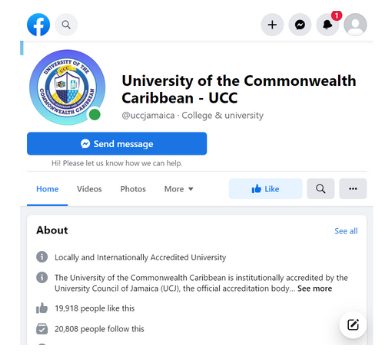 1
UNIVERSITY OF THE
UCC
COMMONWEALTH CARIBBEAN
University of the Commonwealth
Caribbean - UCC
@uccjamaica · College & university
Send message
Hi! Please let us know how we can help.
Home Videos Photos More Like
About See all
Locally and Internationally Accredited University
The University of the Commonwealth Caribbean is institutionally accredited by the
University Council of Jamaica (UCJ), the official accreditation body... See more
19,918 people like this
20,808 people follow this